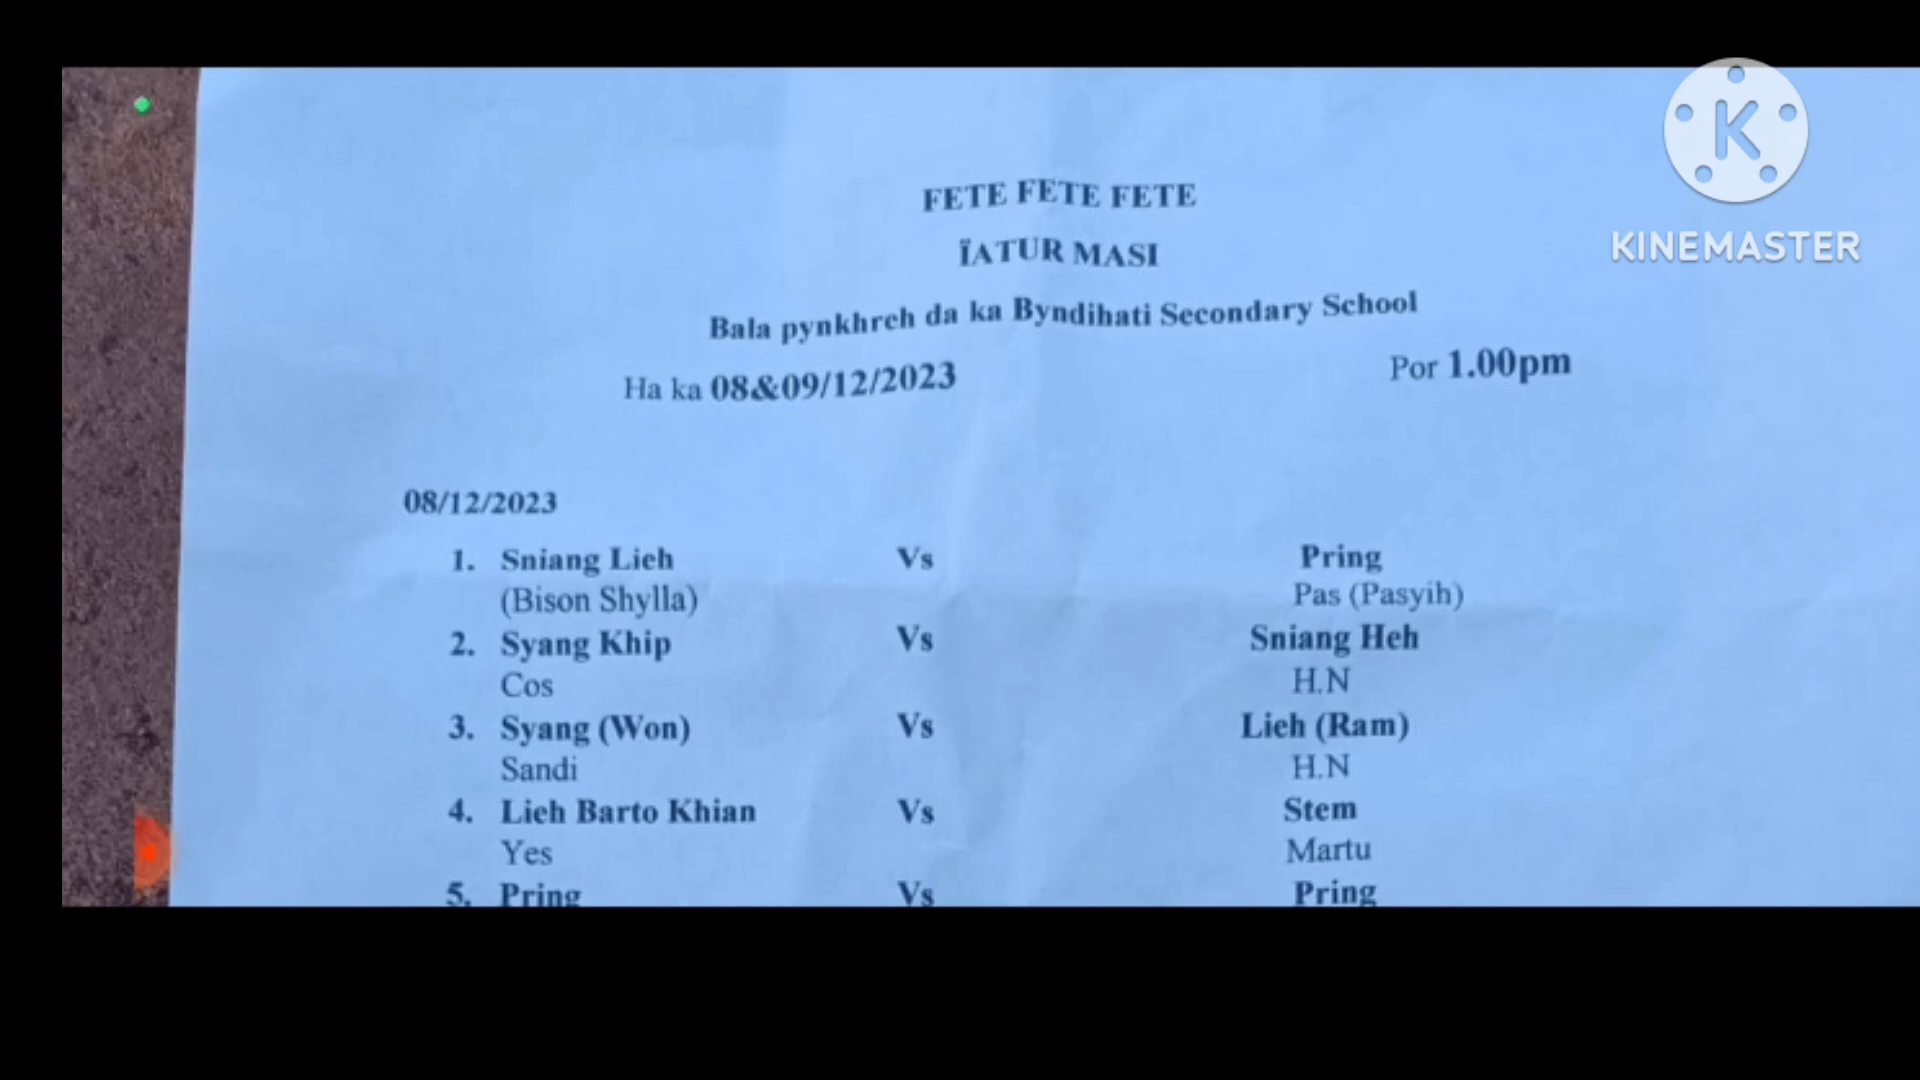 FETE FETE FETE
ÏATUR MASI
Bala pynkhreh da ka Byndihati Secondary School
Ha ka 08&09/12/2023 Por 1.00pm
08/12/2023
1. Sniang Lieh Vs Pring
(Bison Shylla) Pas (Pasyih)
2. Syang Khip Vs Sniang Heh
Cos H.N
3. Syang (Won) Vs Lieh (Ram)
Sandi H.N
4. Lieh Barto Khian Vs Stem
Yes Martu
5. Pring Vs Pring
K
KINEMASTER